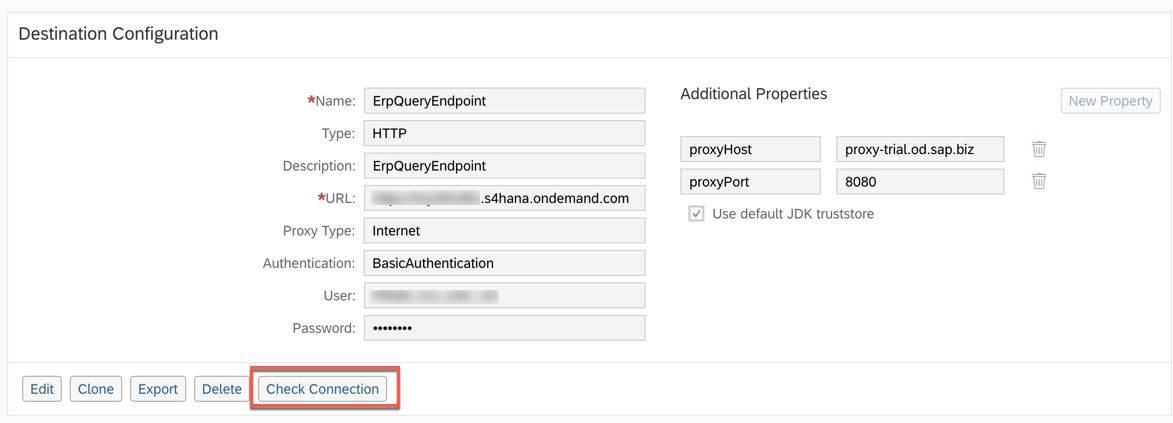 Destination Configuration
*Name: ErpQueryEndpoint
Type: HTTP
Description: ErpQueryEndpoint
*URL: .s4hana.ondemand.com
Proxy Type: Internet
Authentication: BasicAuthentication
User:
Password: ••••••••
Additional Properties
New Property
proxyHost proxy-trial.od.sap.biz
proxyPort 8080
Use default JDK truststore
Edit Clone Export Delete Check Connection